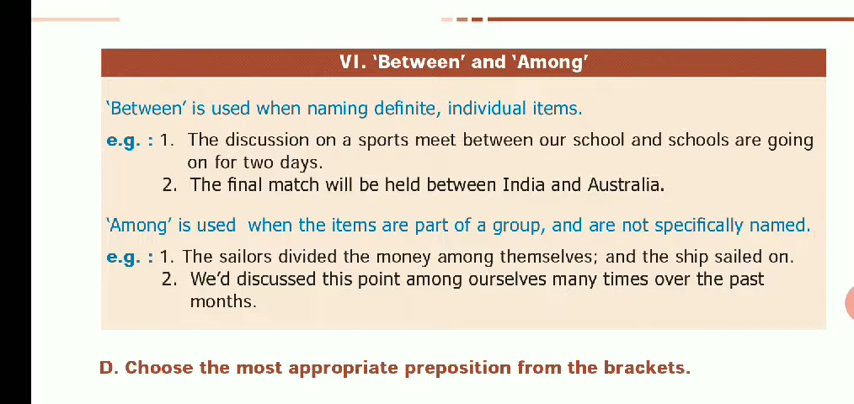 VI. ‘Between’ and ‘Among’
‘Between’ is used when naming definite, individual items.
e.g. : 1. The discussion on a sports meet between our school and schools are going
on for two days.
2. The final match will be held between India and Australia.
‘Among’ is used when the items are part of a group, and are not specifically named.
e.g. : 1. The sailors divided the money among themselves; and the ship sailed on.
2. We’d discussed this point among ourselves many times over the past
months.
D. Choose the most appropriate preposition from the brackets.